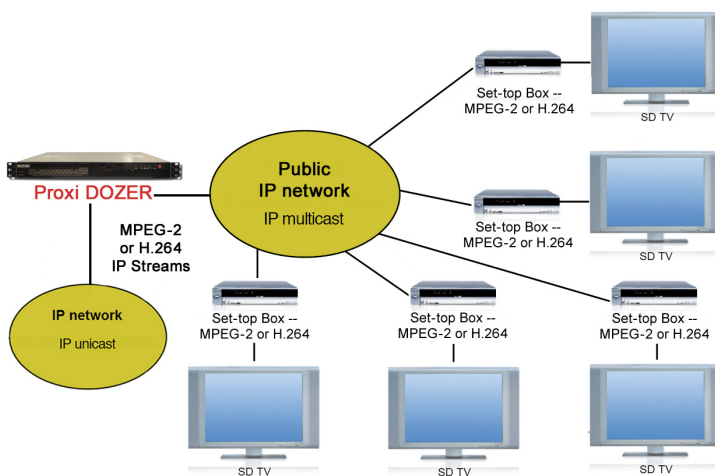 Set-top Box --
MPEG-2 or H.264
SD TV
Proxi DOZER
Public
IP network
IP multicast
MPEG-2
or H.264
IP Streams
Set-top Box --
MPEG-2 or H.264
SD TV
IP network
IP unicast
Set-top Box --
MPEG-2 or H.264
Set-top Box --
MPEG-2 or H.264
Set-top Box --
MPEG-2 or H.264
SD TV
SD TV
SD TV